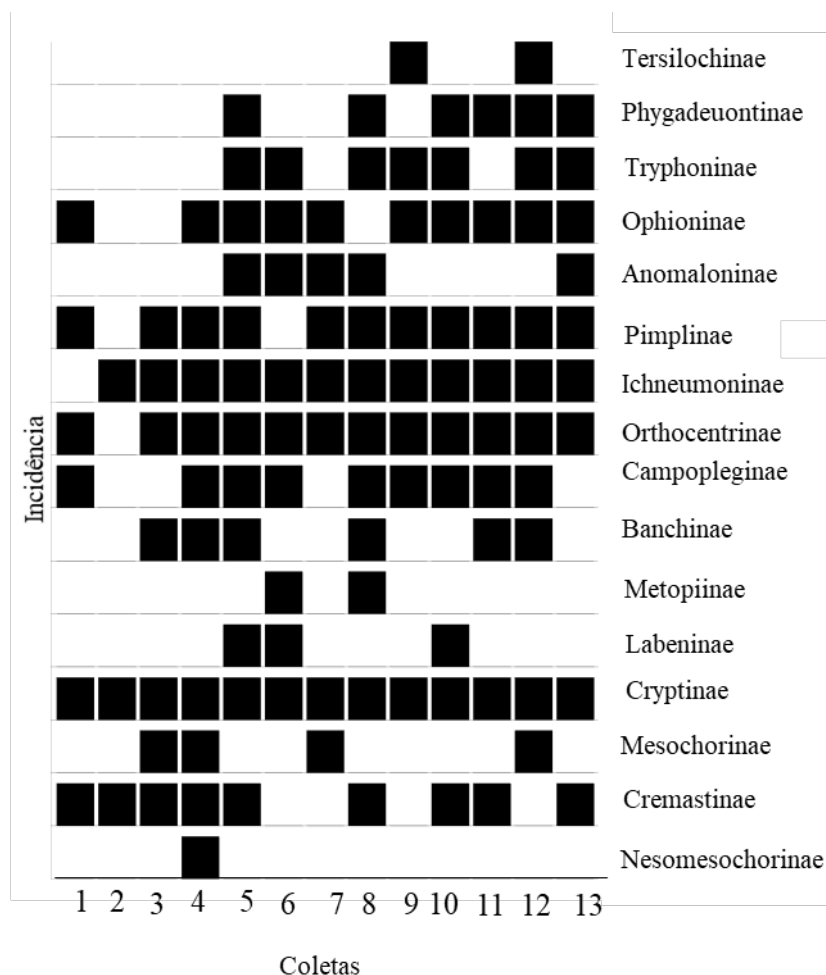 Tersilochinae
Phygadeuontinae
Tryphoninae
Ophioninae
Anomaloninae
Pimplinae
Ichneumoninae
Orthocentrinae
Campopleginae
Banchinae
Metopiinae
Labeninae
Cryptinae
Mesochorinae
Cremastinae
Nesomesochorinae
Incidência
1 2 3 4 5 6 7 8 9 10 11 12 13
Coletas